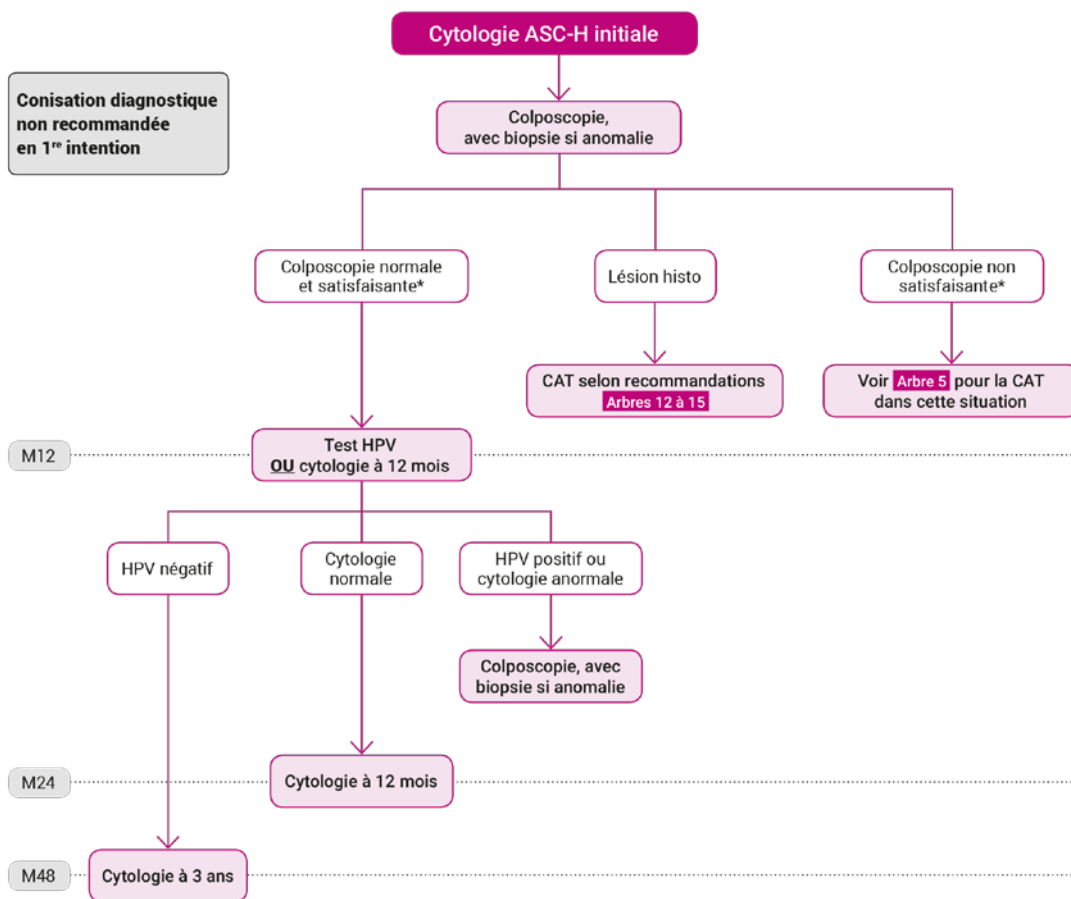 Cytologie ASC-H initiale
Conisation diagnostique
non recommandée
en 1re intention
Colposcopie,
avec biopsie si anomalie
Colposcopie normale
et satisfaisante*
Lésion histo
Colposcopie non
satisfaisante*
CAT selon recommandations
Arbres 12 à 15
Voir Arbre 5 pour la CAT
dans cette situation
M12
Test HPV
OU cytologie à 12 mois
HPV négatif
Cytologie
normale
HPV positif ou
cytologie anormale
Colposcopie, avec
biopsie si anomalie
M24
Cytologie à 12 mois
M48
Cytologie à 3 ans